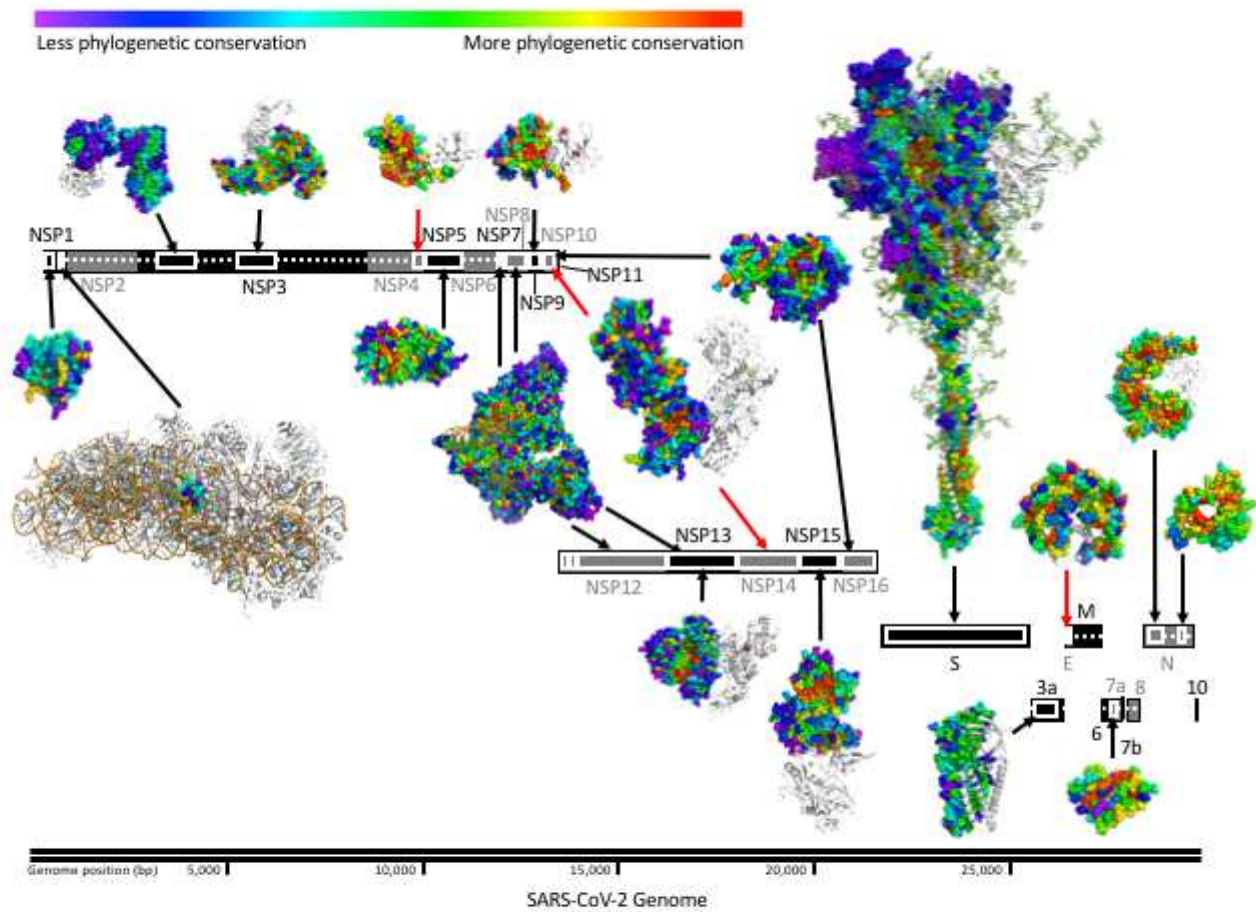 Less phylogenetic conservation
More phylogenetic conservation
NSP8
NSP1
NSP5
NSP7
NSP10
NSP11
NSP2
NSP3
NSP4
NSP6
NSP9
NSP13
NSP15
NSP12
NSP14
NSP16
M
S
E
N
3a
7a
8
10
6
7b
Genome position (bp)
5,000
10,000
15,000
20,000
25,000
SARS-CoV-2 Genome